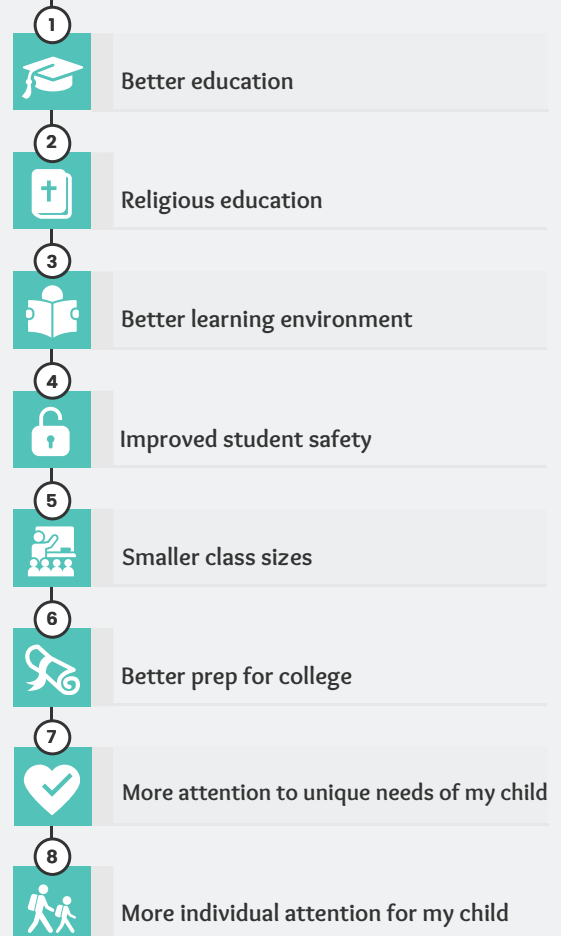 1
Better education
2
Religious education
3
Better learning environment
4
Improved student safety
5
Smaller class sizes
6
Better prep for college
7
More attention to unique needs of my child
8
More individual attention for my child